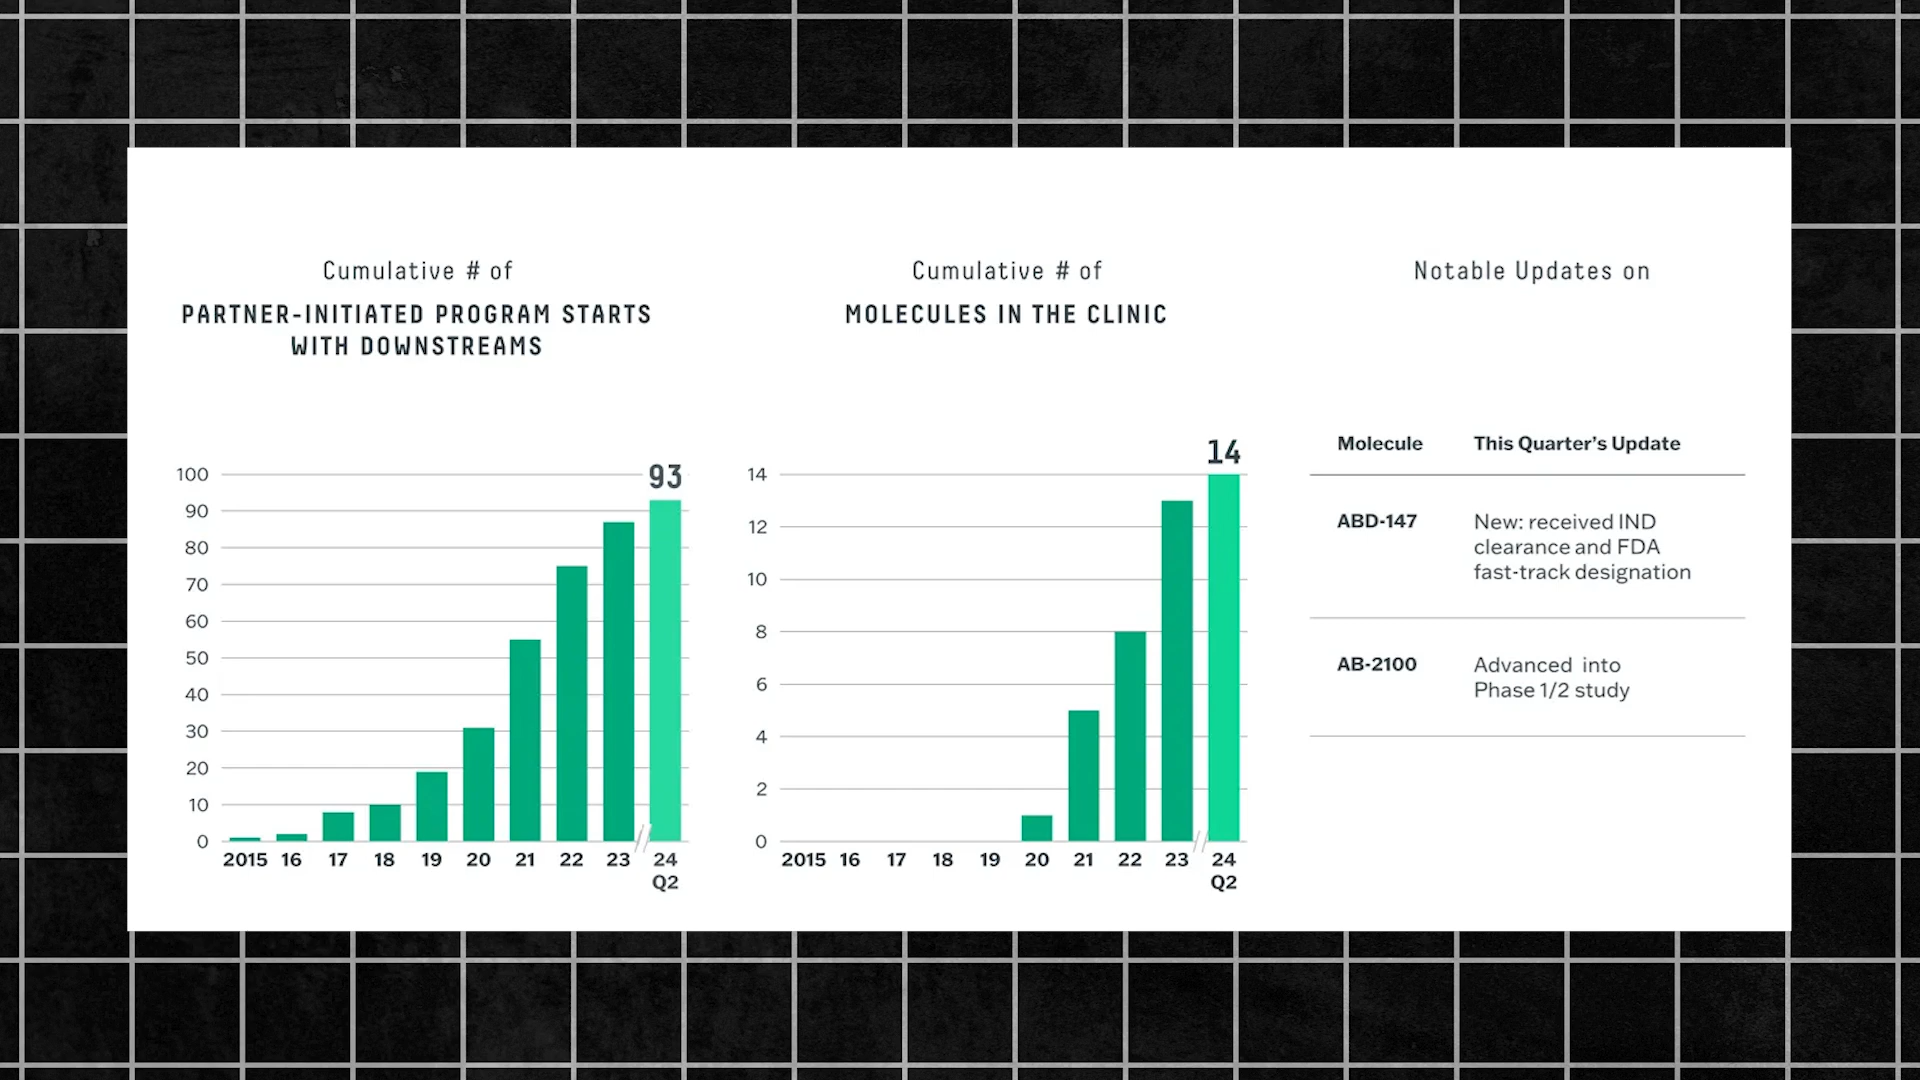 Cumulative # of
PARTNER-INITIATED PROGRAM STARTS
WITH DOWNSTREAMS
93
100
90
80
70
60
50
40
30
20
10
0
2015 16 17 18 19 20 21 22 23 24
Q2
Cumulative # of
MOLECULES IN THE CLINIC
14
14
12
10
8
6
4
2
0
2015 16 17 18 19 20 21 22 23 24
Q2
Notable Updates on
Molecule This Quarter's Update
ABD-147 New: received IND
clearance and FDA
fast-track designation
AB-2100 Advanced into
Phase 1/2 study